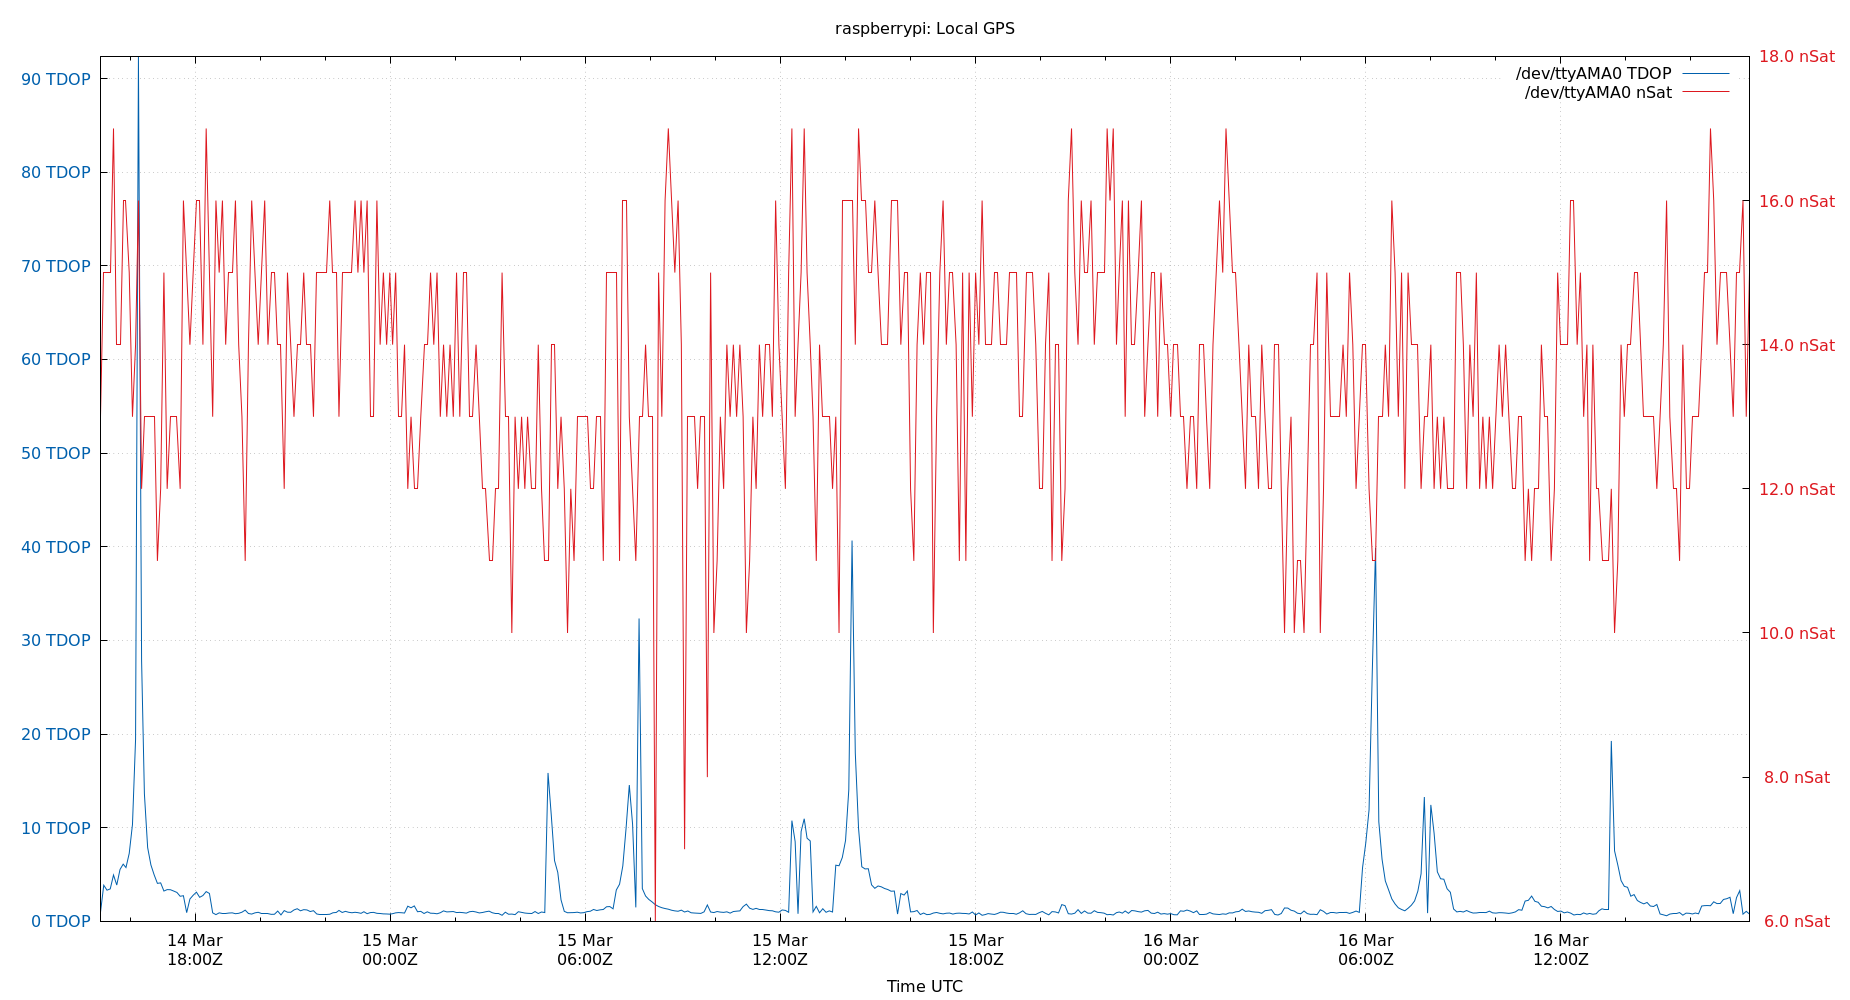 raspberrypi: Local GPS
/dev/ttyAMA0 TDOP
/dev/ttyAMA0 nSat
90 TDOP
80 TDOP
70 TDOP
60 TDOP
50 TDOP
40 TDOP
30 TDOP
20 TDOP
10 TDOP
0 TDOP
18.0 nSat
16.0 nSat
14.0 nSat
12.0 nSat
10.0 nSat
8.0 nSat
6.0 nSat
14 Mar
18:00Z
15 Mar
00:00Z
15 Mar
06:00Z
15 Mar
12:00Z
15 Mar
18:00Z
16 Mar
00:00Z
16 Mar
06:00Z
16 Mar
12:00Z
Time UTC